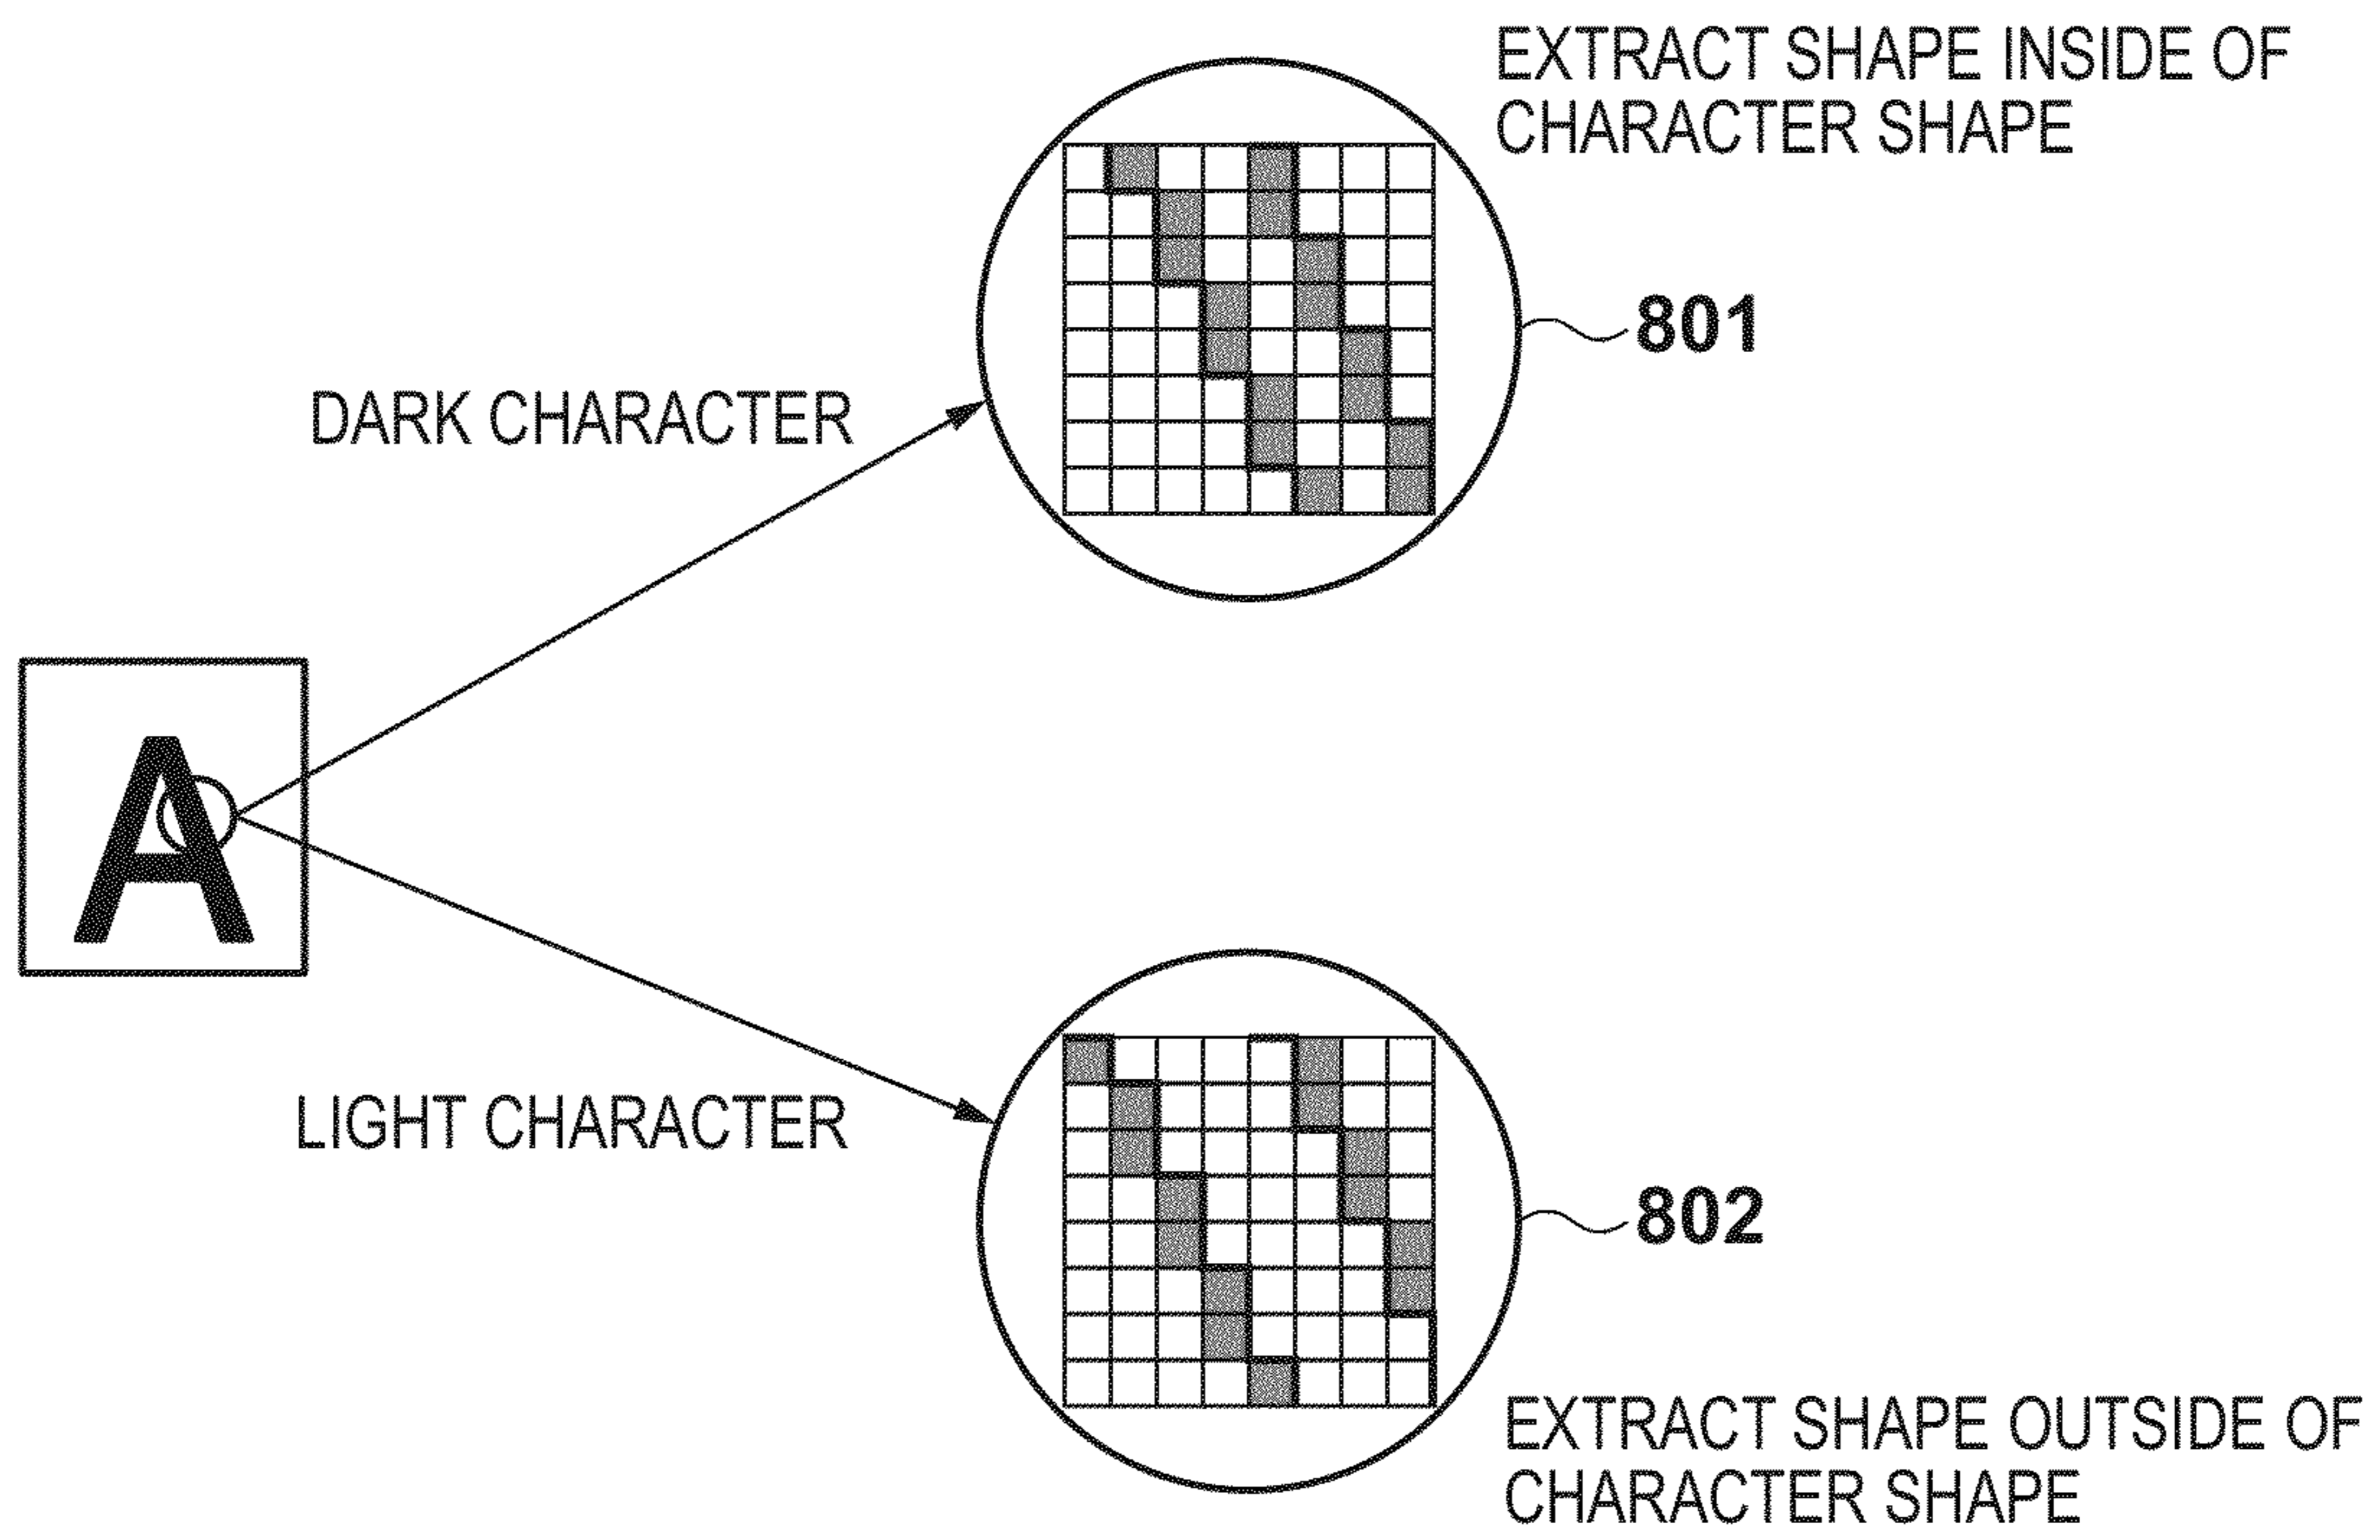 EXTRACT SHAPE INSIDE OF
CHARACTER SHAPE
801
DARK CHARACTER
A
LIGHT CHARACTER
802
EXTRACT SHAPE OUTSIDE OF
CHARACTER SHAPE